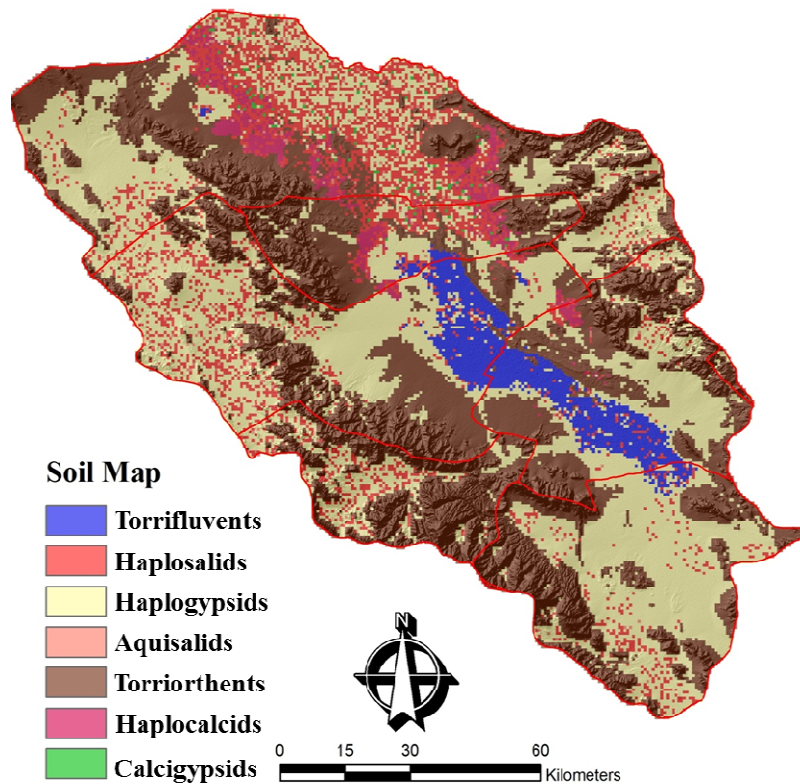 Soil Map
Torrifluvents
Haplosalids
Haplogypsids
Aquisalids
Torriorthents
Haplocalcids
Calcigypsids
N
0 15 30 60
Kilometers